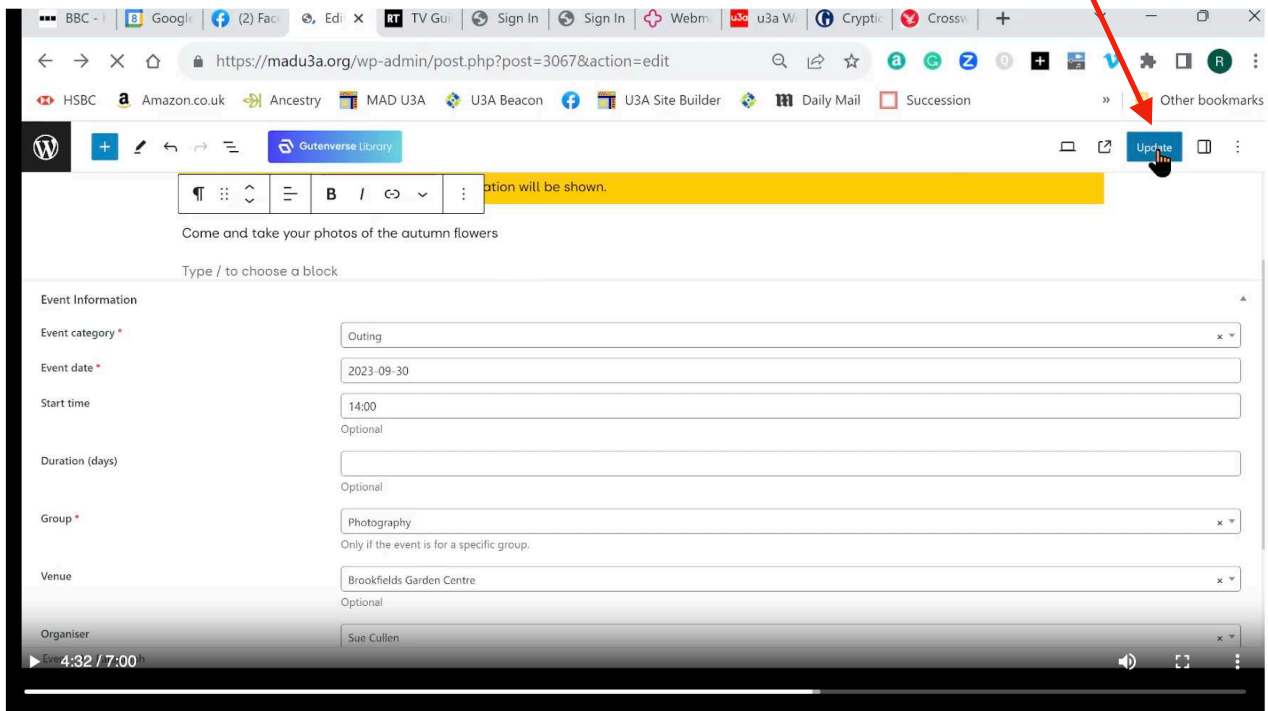 BBC - Google (2) Fac Edi RT TV Gui Sign In Sign In Webm u3a u3a W Cryptic Crossw
https://madu3a.org/wp-admin/post.php?post=3067&action=edit R
HSBC a Amazon.co.uk Ancestry MAD U3A U3A Beacon U3A Site Builder Daily Mail Succession » Other bookmarks
Gutenverse Library Update
B I ation will be shown.
Come and take your photos of the autumn flowers
Type / to choose a block
Event Information
Event category * Outing
Event date * 2023-09-30
Start time 14:00
Optional
Duration (days)
Optional
Group * Photography
Only if the event is for a specific group.
Venue Brookfields Garden Centre
Optional
Organiser Sue Cullen
4:32 / 7:00